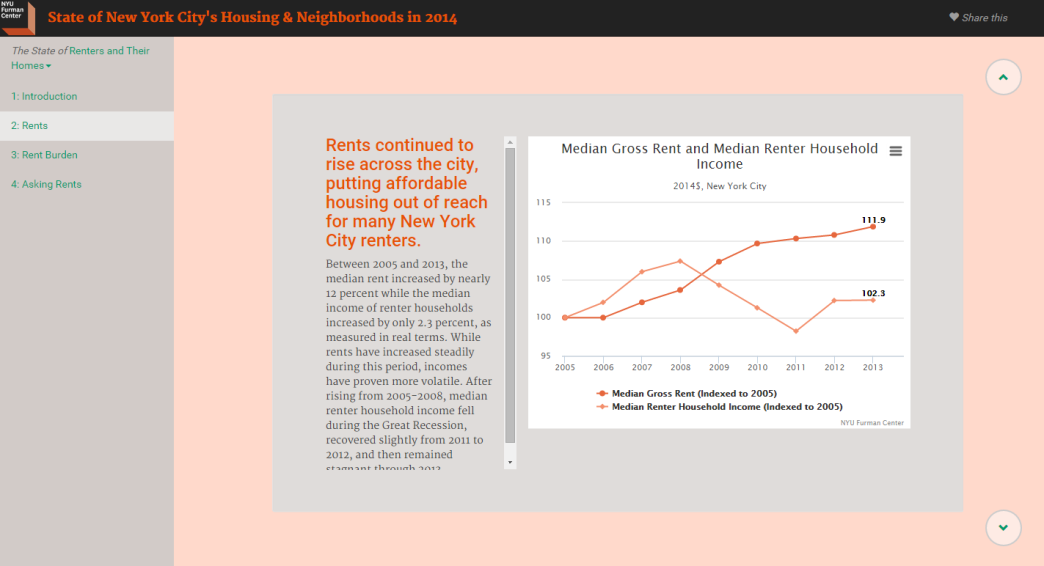 NYU
Furman
Center
State of New York City's Housing & Neighborhoods in 2014
Share this
The State of Renters and Their
Homes
1: Introduction
2: Rents
3: Rent Burden
4: Asking Rents
Rents continued to
rise across the city,
putting affordable
housing out of reach
for many New York
City renters.
Between 2005 and 2013, the
median rent increased by nearly
12 percent while the median
income of renter households
increased by only 2.3 percent, as
measured in real terms. While
rents have increased steadily
during this period, incomes
have proven more volatile. After
rising from 2005-2008, median
renter household income fell
during the Great Recession,
recovered slightly from 2011 to
2012, and then remained
stagnant through 2013
Median Gross Rent and Median Renter Household
Income
2014$, New York City
115
110
105
100
95
111.9
102.3
2005 2006 2007 2008 2009 2010 2011 2012 2013
Median Gross Rent (Indexed to 2005)
Median Renter Household Income (Indexed to 2005)
NYU Furman Center